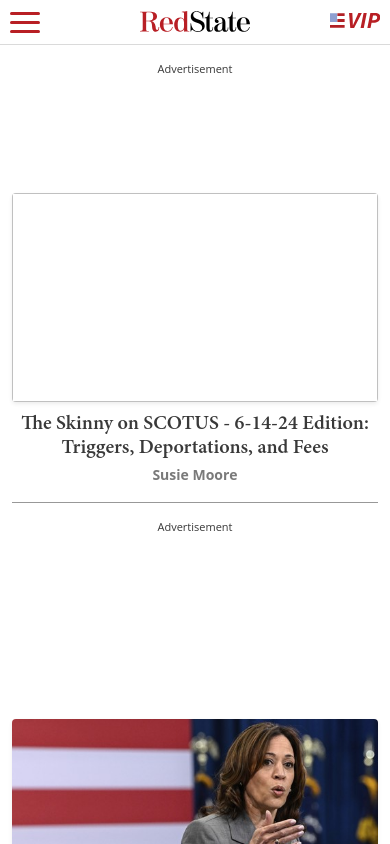 RedState
VIP
Advertisement
The Skinny on SCOTUS - 6-14-24 Edition:
Triggers, Deportations, and Fees
Susie Moore
Advertisement